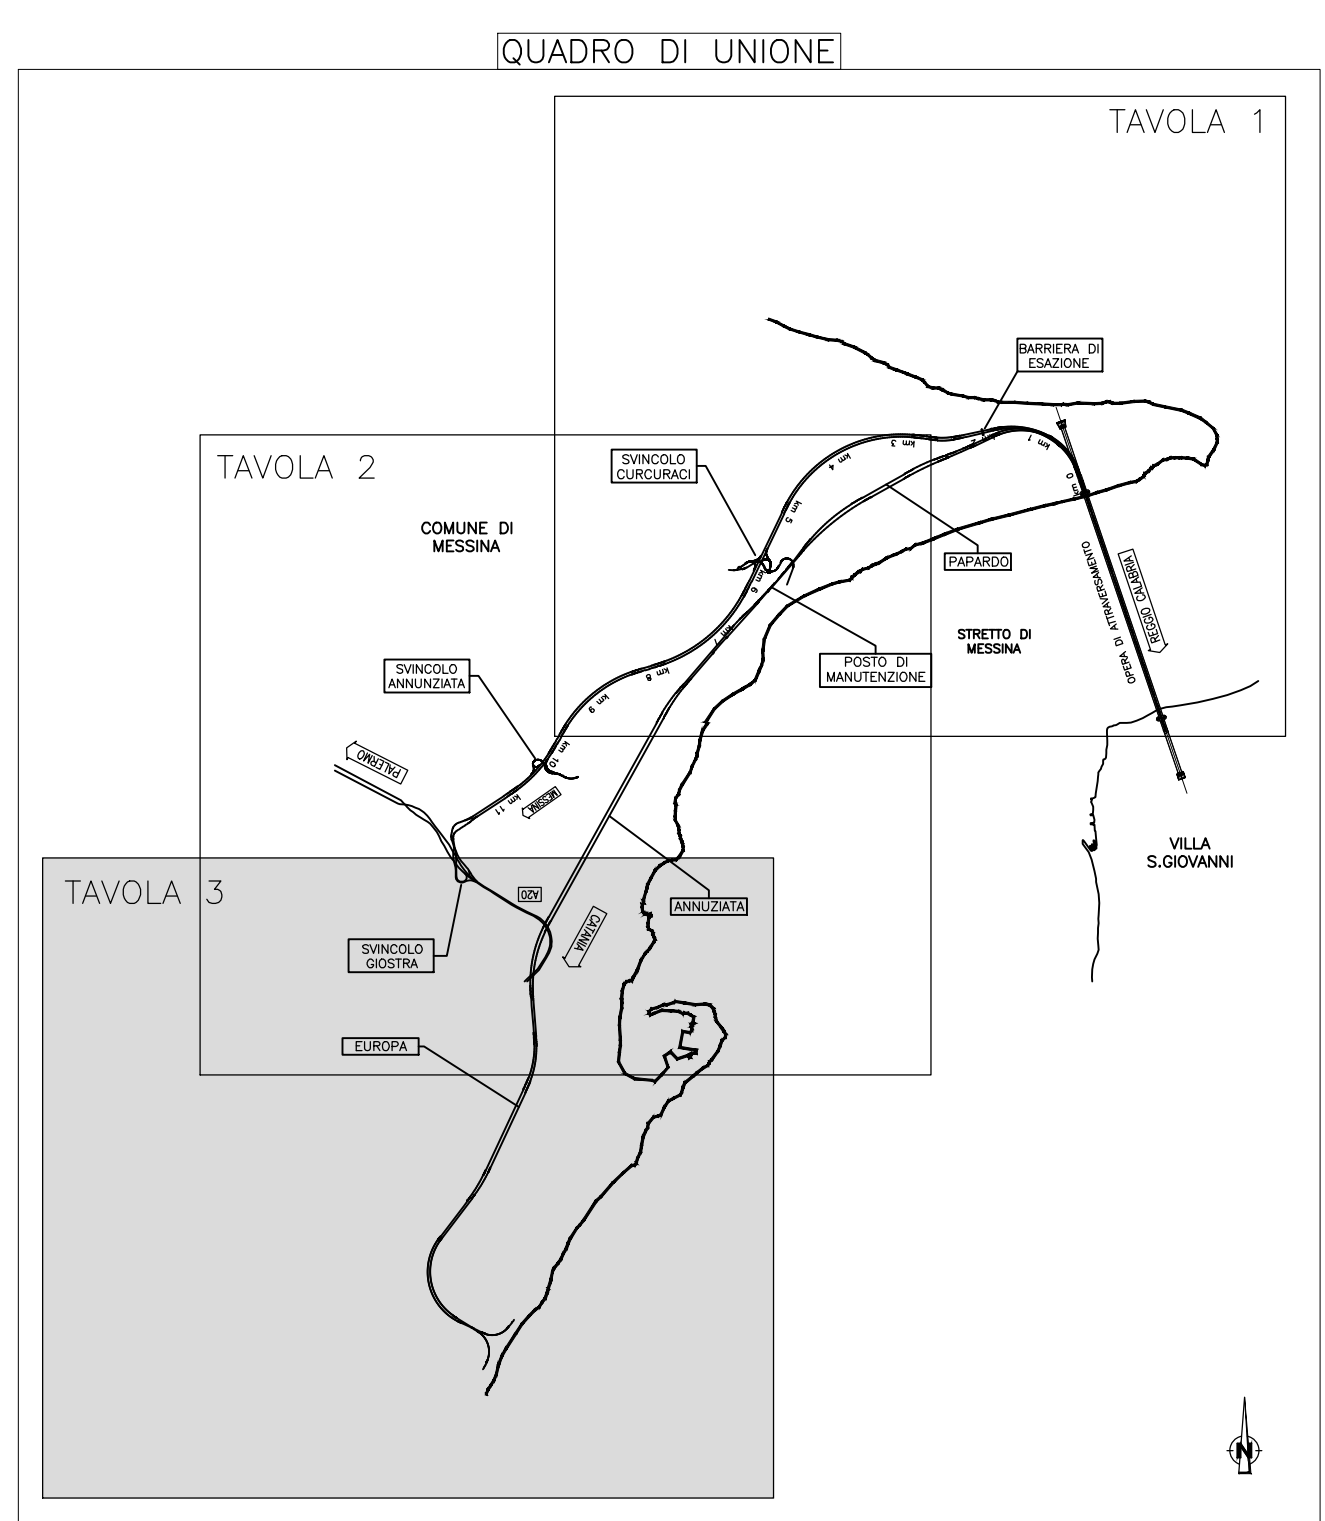 QUADRO DI UNIONE
TAVOLA 1
BARRIERA DI
ESAZIONE
km 1
km 2
km 3
km 4
km 5
km 0
TAVOLA 2
SVINCOLO
CURCURACI
COMUNE DI
MESSINA
PAPARDO
km 6
km 7
OPERA DI ATTRAVERSAMENTO
REGGIO CALABRIA
STRETTO DI
MESSINA
POSTO DI
MANUTENZIONE
SVINCOLO
ANNUNZIATA
km 8
km 9
km 10
PALERMO
km 11
MESSINA
VILLA
S.GIOVANNI
TAVOLA 3
A20
ANNUZIATA
CATANIA
SVINCOLO
GIOSTRA
EUROPA
N